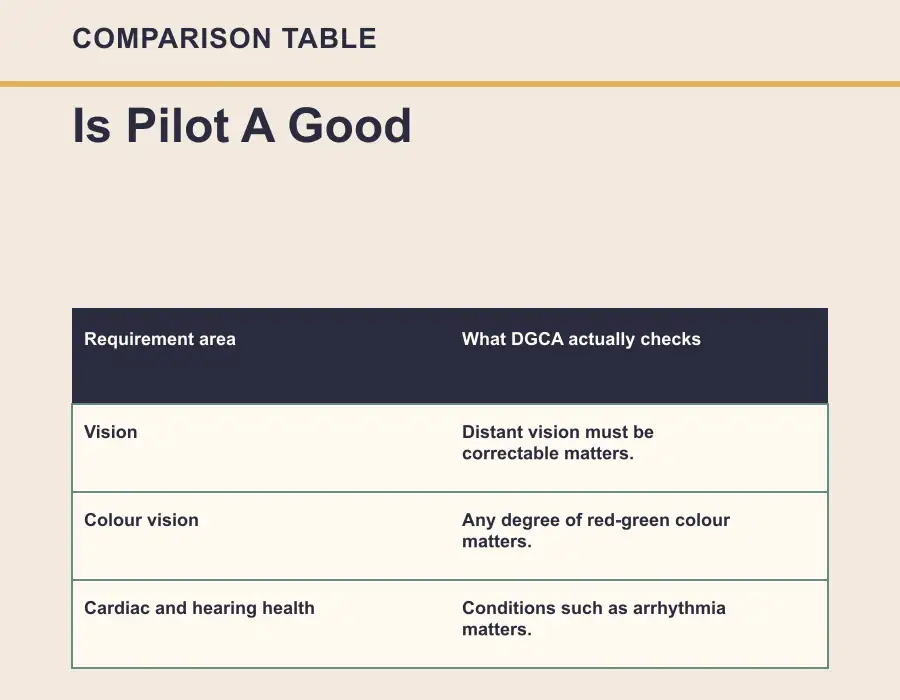 COMPARISON TABLE
Is Pilot A Good
Requirement area
What DGCA actually checks
Vision
Distant vision must be
correctable matters.
Colour vision
Any degree of red-green colour
matters.
Cardiac and hearing health
Conditions such as arrhythmia
matters.